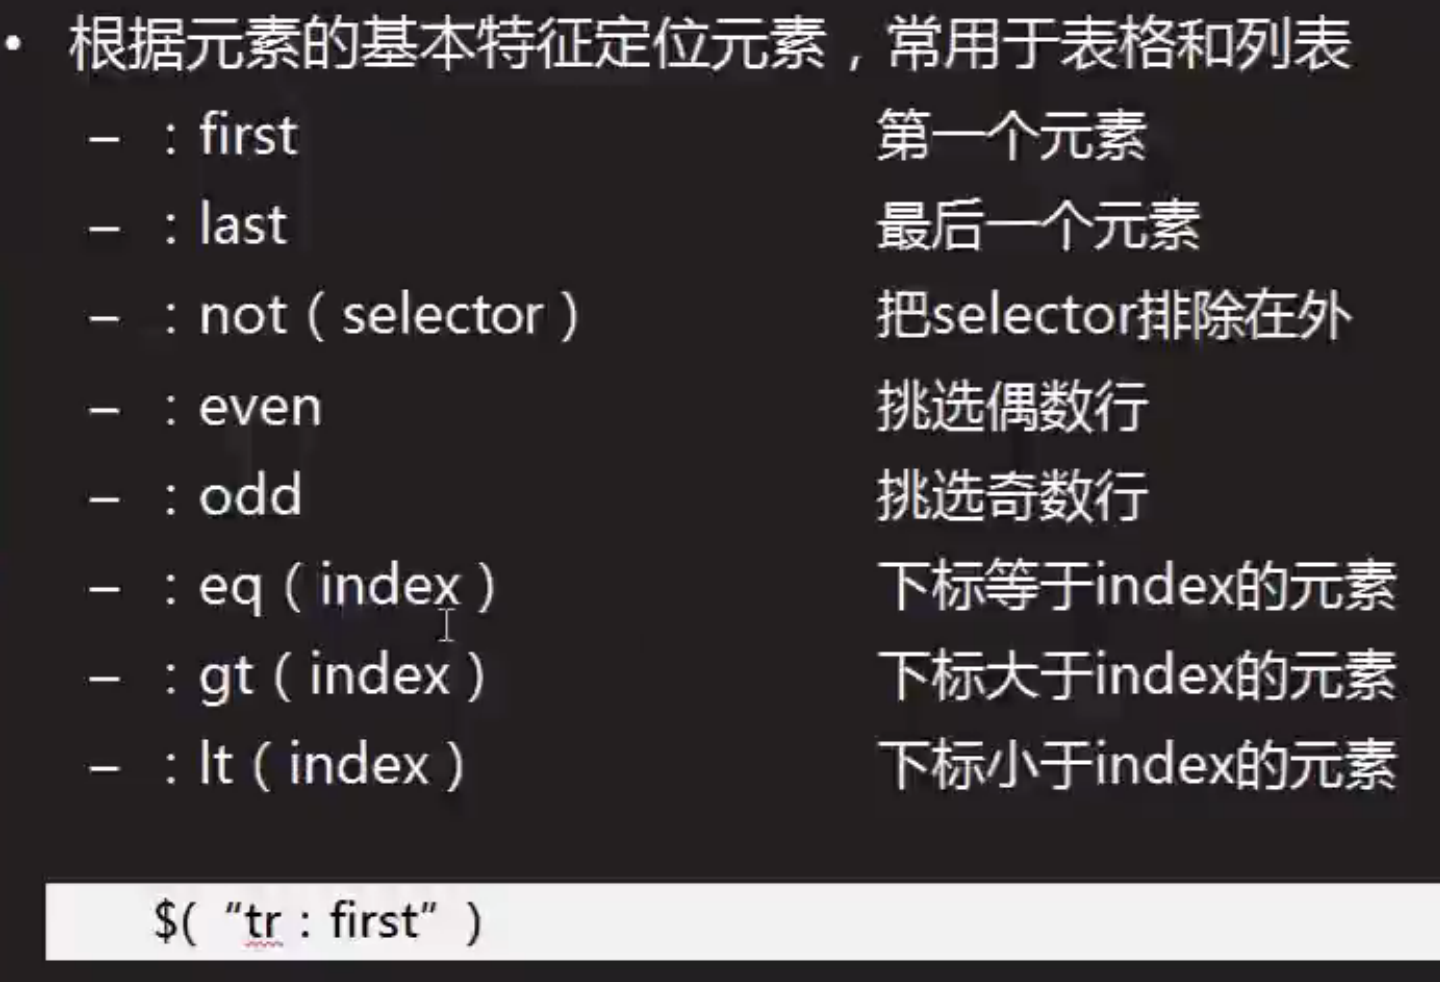 • 根据元素的基本特征定位元素，常用于表格和列表
– ：first 第一个元素
– ：last 最后一个元素
– ：not（selector） 把selector排除在外
– ：even 挑选偶数行
– ：odd 挑选奇数行
– ：eq（index） 下标等于index的元素
– ：gt（index） 下标大于index的元素
– ：lt（index） 下标小于index的元素
$(“tr：first”)